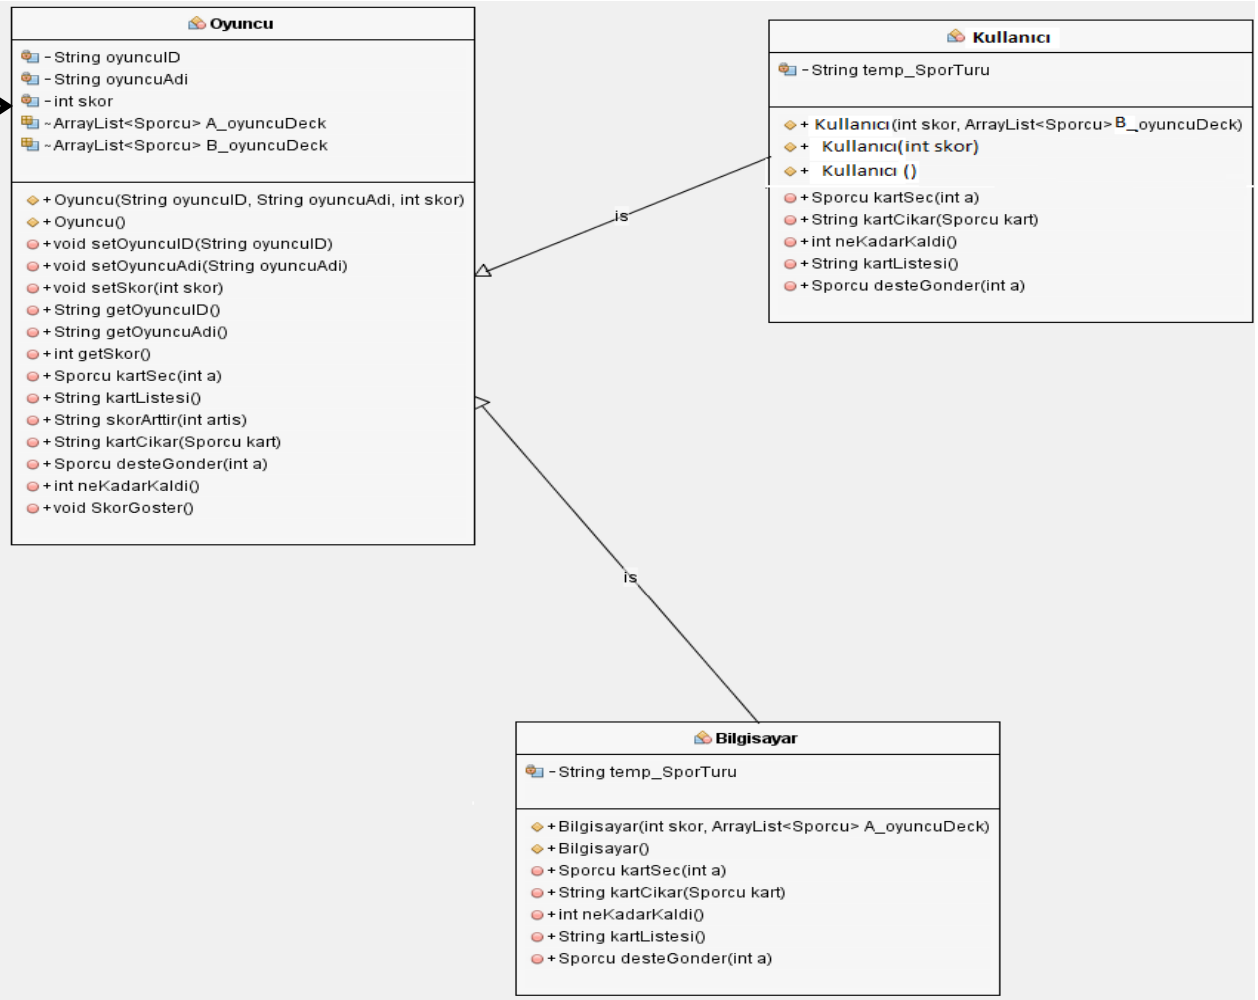 Oyuncu
- String oyuncuID
- String oyuncuAdi
- int skor
~ArrayList<Sporcu> A_oyuncuDeck
~ArrayList<Sporcu> B_oyuncuDeck
+ Oyuncu(String oyuncuID, String oyuncuAdi, int skor)
+ Oyuncu()
+ void setOyuncuID(String oyuncuID)
+ void setOyuncuAdi(String oyuncuAdi)
+ void setSkor(int skor)
+ String getOyuncuID()
+ String getOyuncuAdi()
+ int getSkor()
+ Sporcu kartSec(int a)
+ String kartListesi()
+ String skorArttir(int artis)
+ String kartCikar(Sporcu kart)
+ Sporcu desteGonder(int a)
+ int neKadarKaldi()
+ void SkorGoster()
is
Kullanıcı
- String temp_SporTuru
+ Kullanıcı(int skor, ArrayList<Sporcu> B_oyuncuDeck)
+ Kullanıcı(int skor)
+ Kullanıcı ()
+ Sporcu kartSec(int a)
+ String kartCikar(Sporcu kart)
+ int neKadarKaldi()
+ String kartListesi()
+ Sporcu desteGonder(int a)
is
Bilgisayar
- String temp_SporTuru
+ Bilgisayar(int skor, ArrayList<Sporcu> A_oyuncuDeck)
+ Bilgisayar()
+ Sporcu kartSec(int a)
+ String kartCikar(Sporcu kart)
+ int neKadarKaldi()
+ String kartListesi()
+ Sporcu desteGonder(int a)